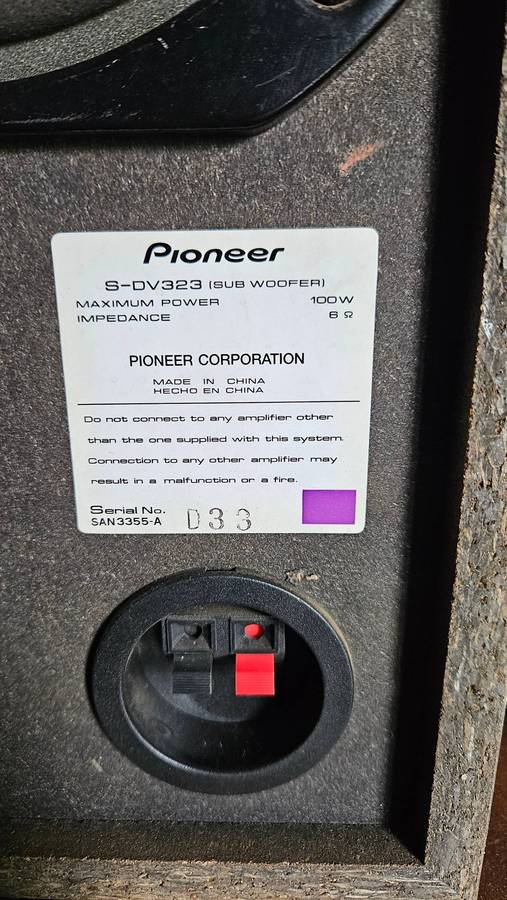 Pioneer
S-DV323 (SUB WOOFER)
MAXIMUM POWER 100W
IMPEDANCE 6 Ω
PIONEER CORPORATION
MADE IN CHINA
HECHO EN CHINA
Do not connect to any amplifier other
than the one supplied with this system.
Connection to any other amplifier may
result in a malfunction or a fire.
Serial No.
SAN3355-A D33